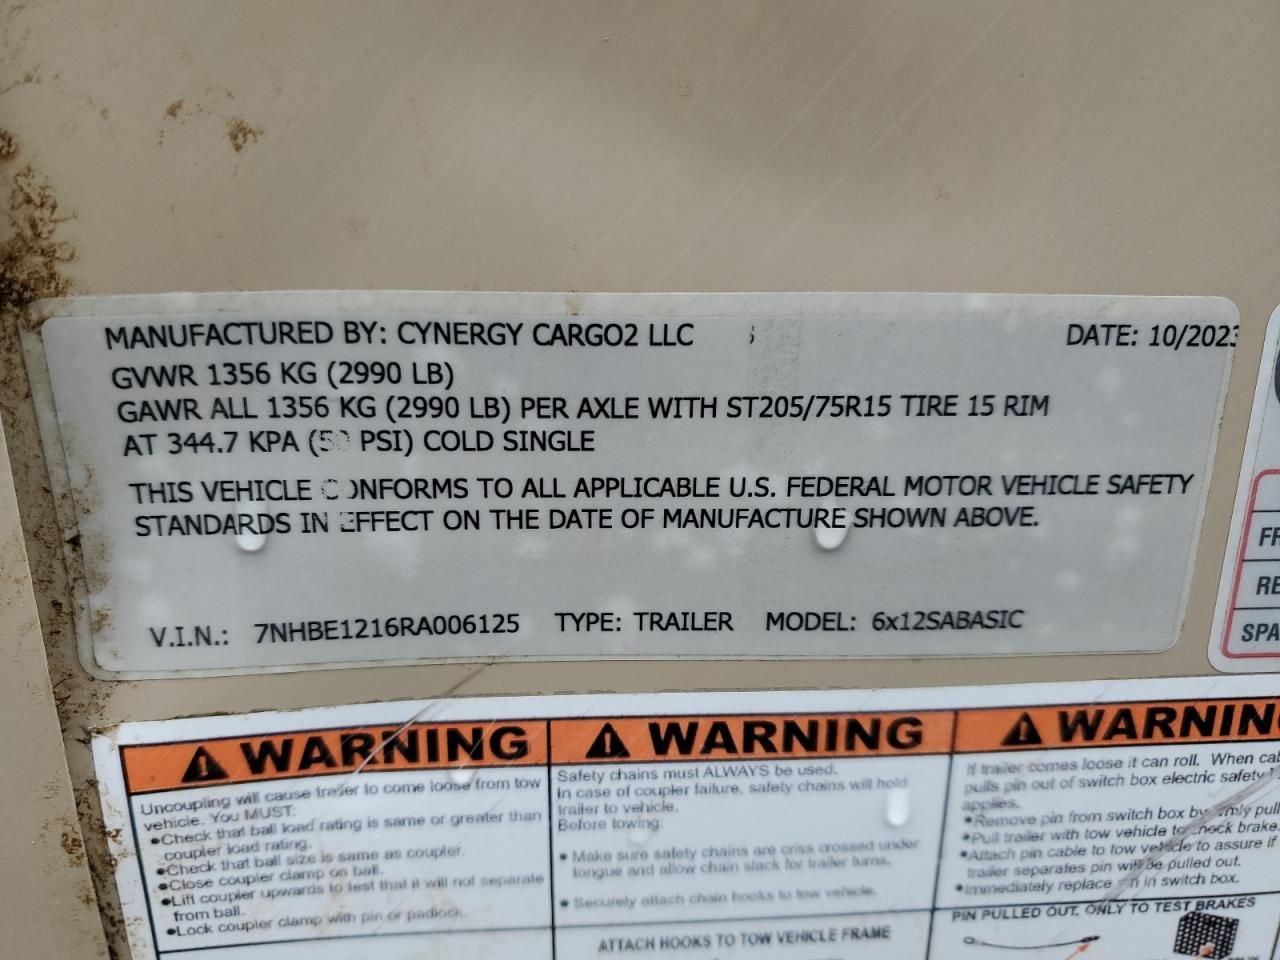 MANUFACTURED BY: CYNERGY CARGO2 LLC DATE: 10/2023
GVWR 1356 KG (2990 LB)
GAWR ALL 1356 KG (2990 LB) PER AXLE WITH ST205/75R15 TIRE 15 RIM
AT 344.7 KPA (50 PSI) COLD SINGLE
THIS VEHICLE CONFORMS TO ALL APPLICABLE U.S. FEDERAL MOTOR VEHICLE SAFETY
STANDARDS IN EFFECT ON THE DATE OF MANUFACTURE SHOWN ABOVE.
V.I.N.: 7NHBE1216RA006125 TYPE: TRAILER MODEL: 6x12SABASIC
FR
RE
SPA
WARNING
Uncoupling will cause trailer to come loose from tow
vehicle. You MUST:
•Check that ball load rating is same or greater than
coupler load rating.
•Check that ball size is same as coupler.
•Close coupler clamp on ball.
•Lift coupler upwards to test that it will not separate
from ball.
•Lock coupler clamp with pin or padlock.
WARNING
Safety chains must ALWAYS be used.
In case of coupler failure, safety chains will hold
trailer to vehicle.
Before towing:
• Make sure safety chains are criss crossed under
tongue and allow chain slack for trailer turns.
• Securely attach chain hooks to tow vehicle.
ATTACH HOOKS TO TOW VEHICLE FRAME
WARNIN
If trailer comes loose it can roll. When cab
pulls pin out of switch box electric safety
applies.
•Remove pin from switch box by firmly pull
•Pull trailer with tow vehicle to check brake.
•Attach pin cable to tow vehicle to assure if
trailer separates pin will be pulled out.
•Immediately replace pin in switch box.
PIN PULLED OUT. ONLY TO TEST BRAKES